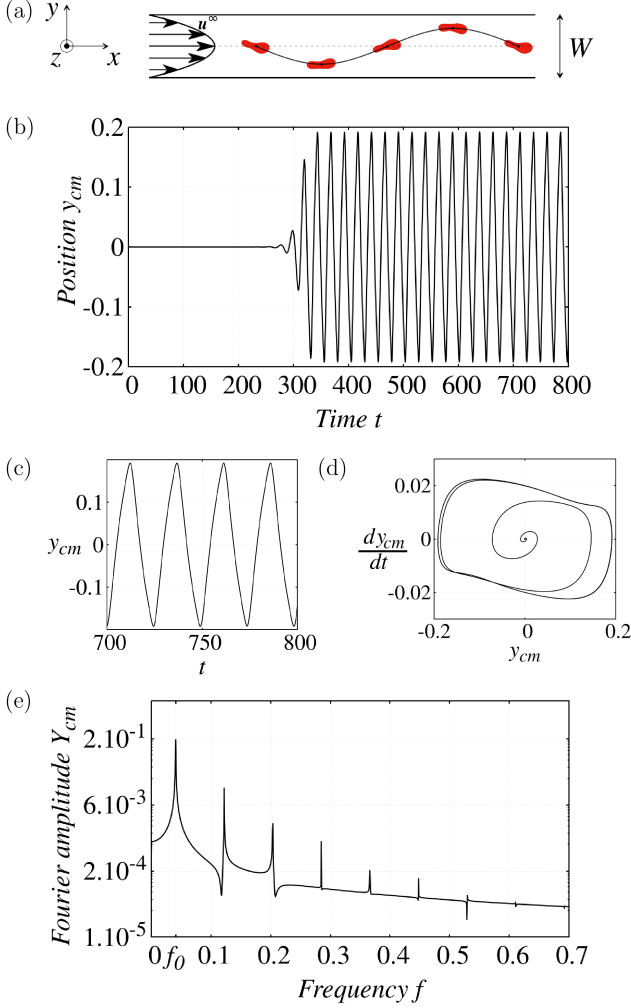 (a)
y
z
x
u∞
W
(b)
Position ycm
0.2
0.1
0
-0.1
-0.2
0 100 200 300 400 500 600 700 800
Time t
(c)
ycm
0.1
0
-0.1
700 750 800
t
(d)
dycm
dt
0.02
0
-0.02
-0.2 0 0.2
ycm
(e)
Fourier amplitude Ycm
2.10-1
6.10-3
2.10-4
1.10-5
0 f0 0.1 0.2 0.3 0.4 0.5 0.6 0.7
Frequency f